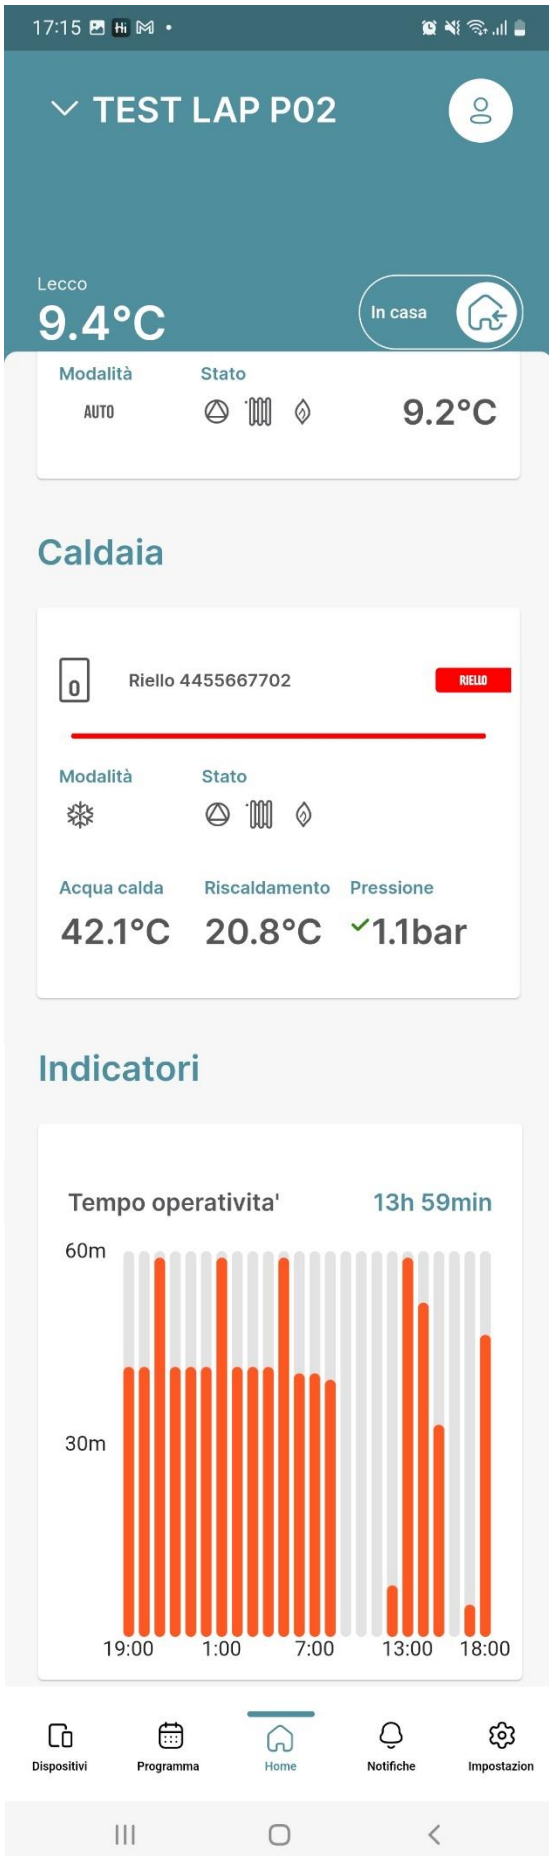 17:15 Hi
TEST LAP P02
Lecco
9.4°C
In casa
Modalità Stato
AUTO 9.2°C
Caldaia
0 Riello 4455667702 RIELLO
Modalità Stato
Acqua calda Riscaldamento Pressione
42.1°C 20.8°C 1.1bar
Indicatori
Tempo operativita' 13h 59min
60m
30m
19:00 1:00 7:00 13:00 18:00
Dispositivi Programma Home Notifiche Impostazion